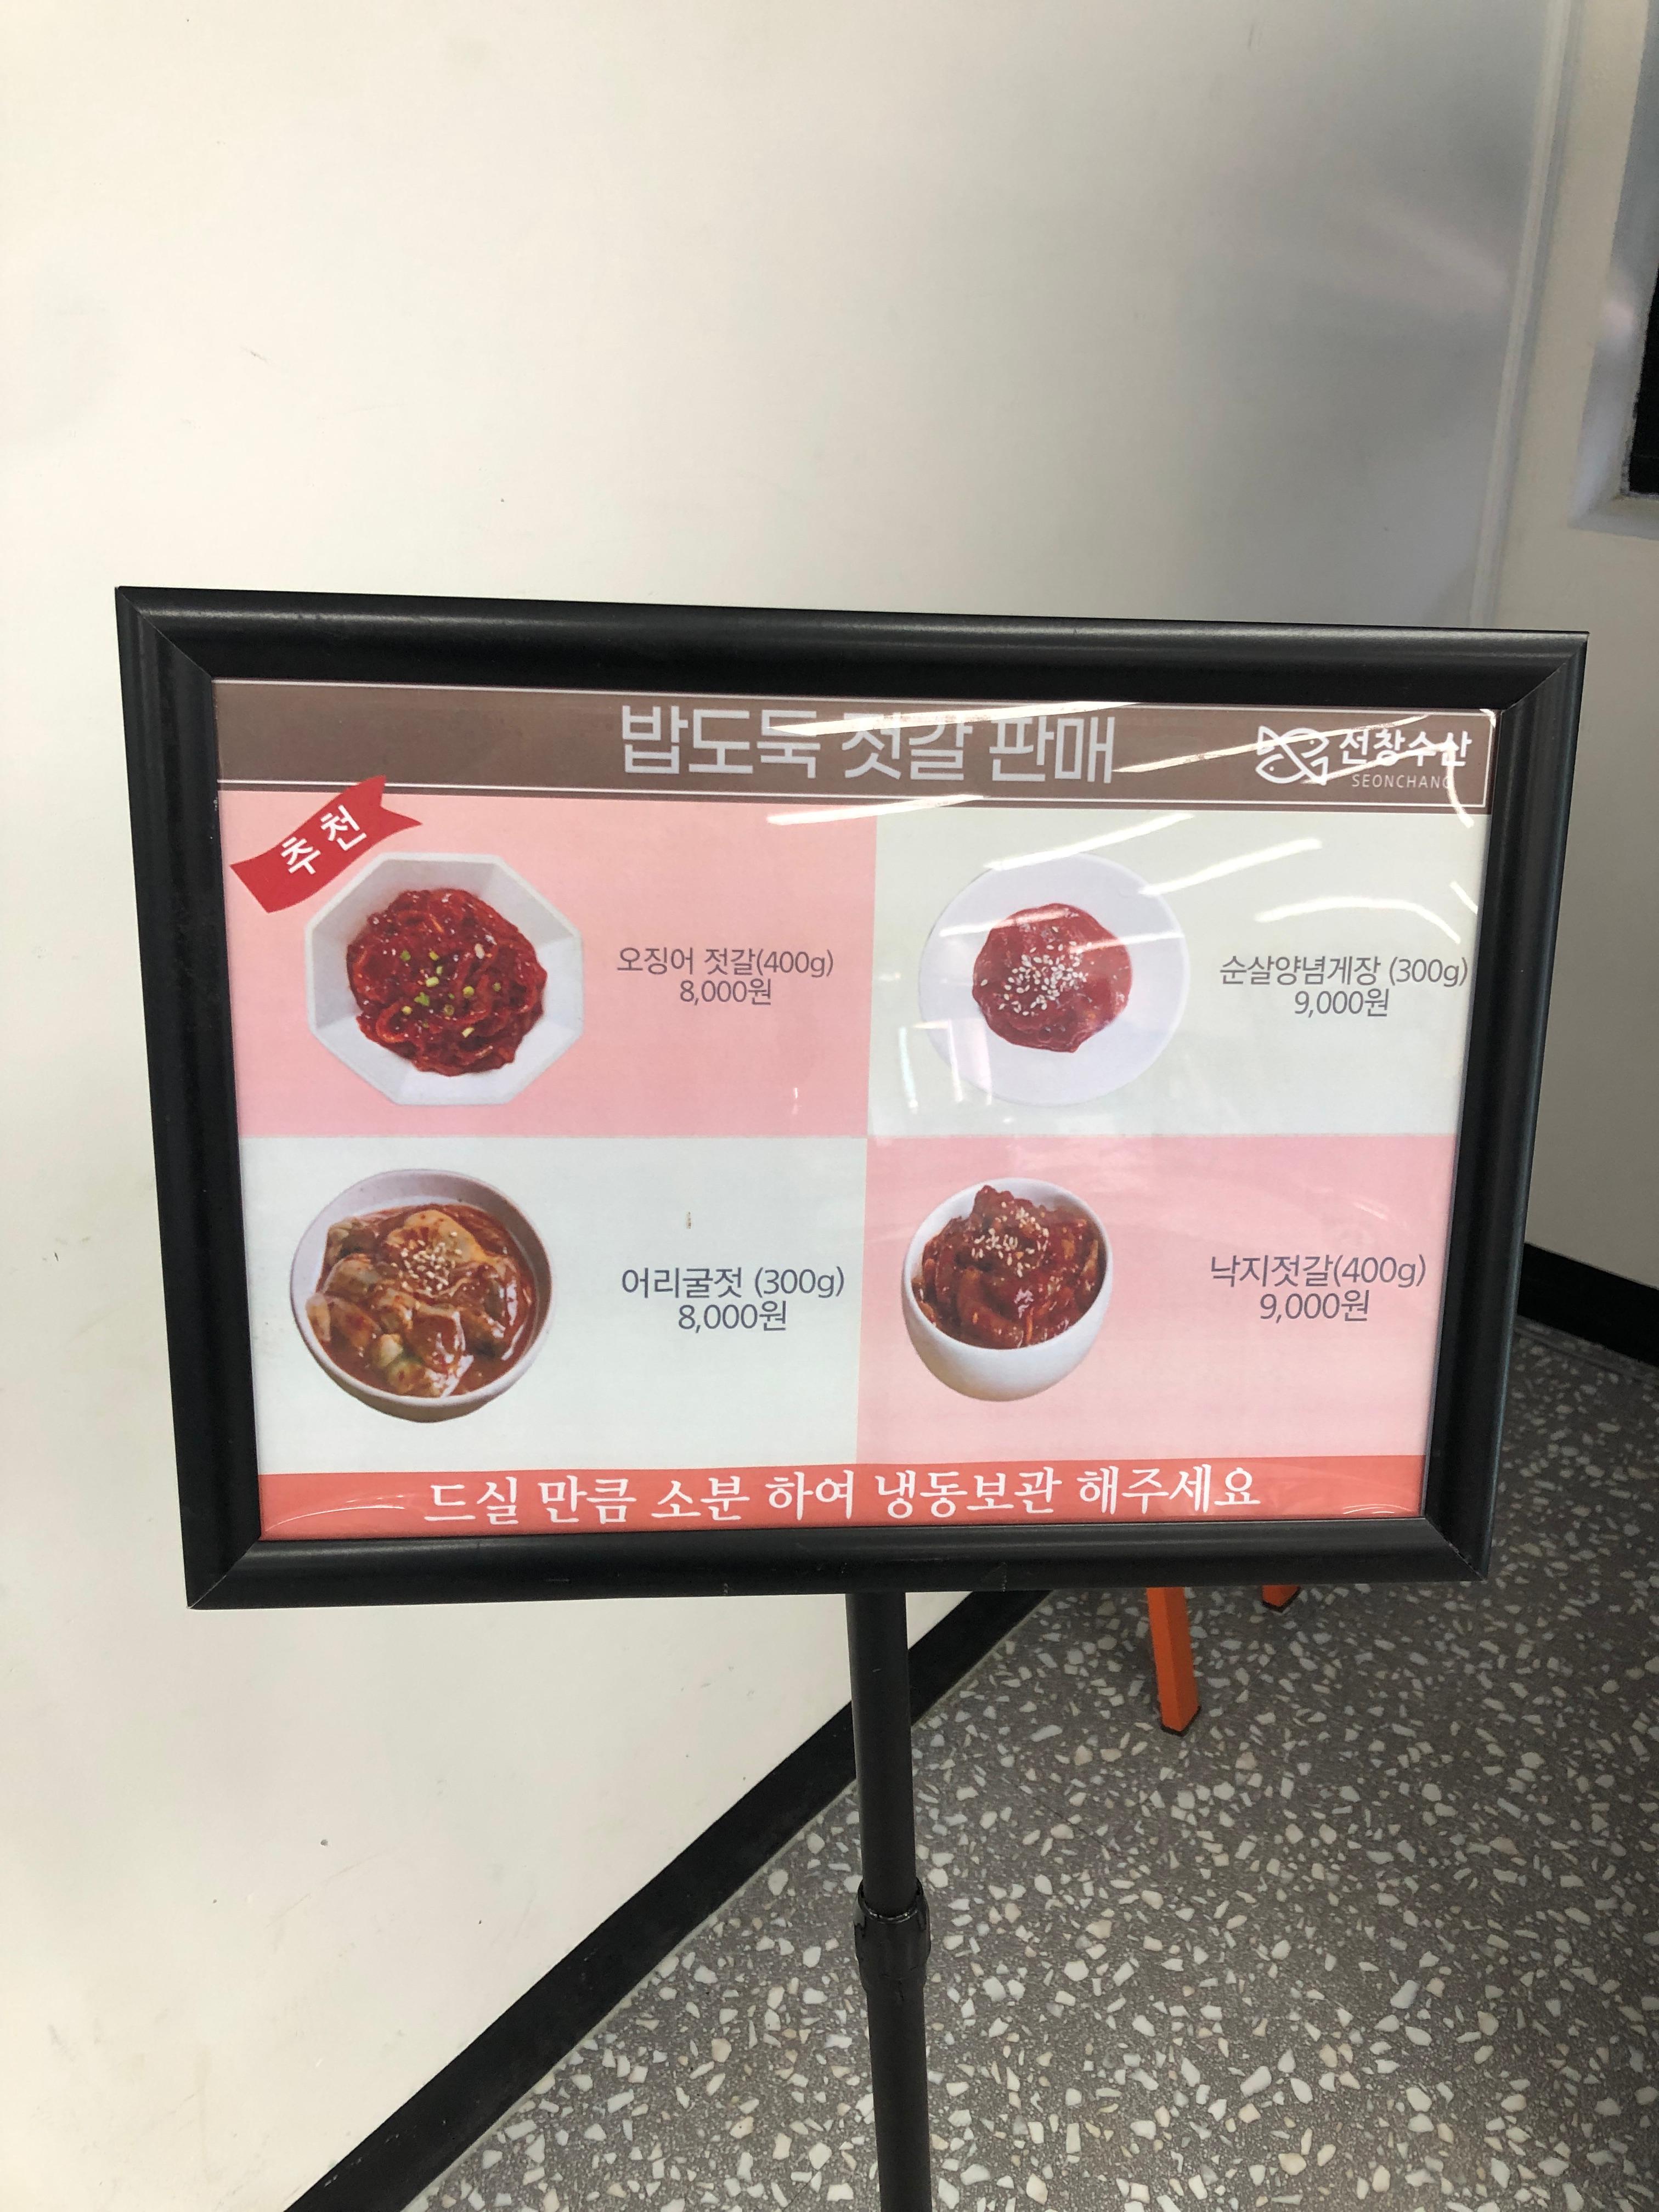 밥도둑 젓갈 판매
선창수산
SEONCHANG
추천
오징어 젓갈(400g)
8,000원
순살양념게장 (300g)
9,000원
어리굴젓 (300g)
8,000원
낙지젓갈(400g)
9,000원
드실 만큼 소분 하여 냉동보관 해주세요